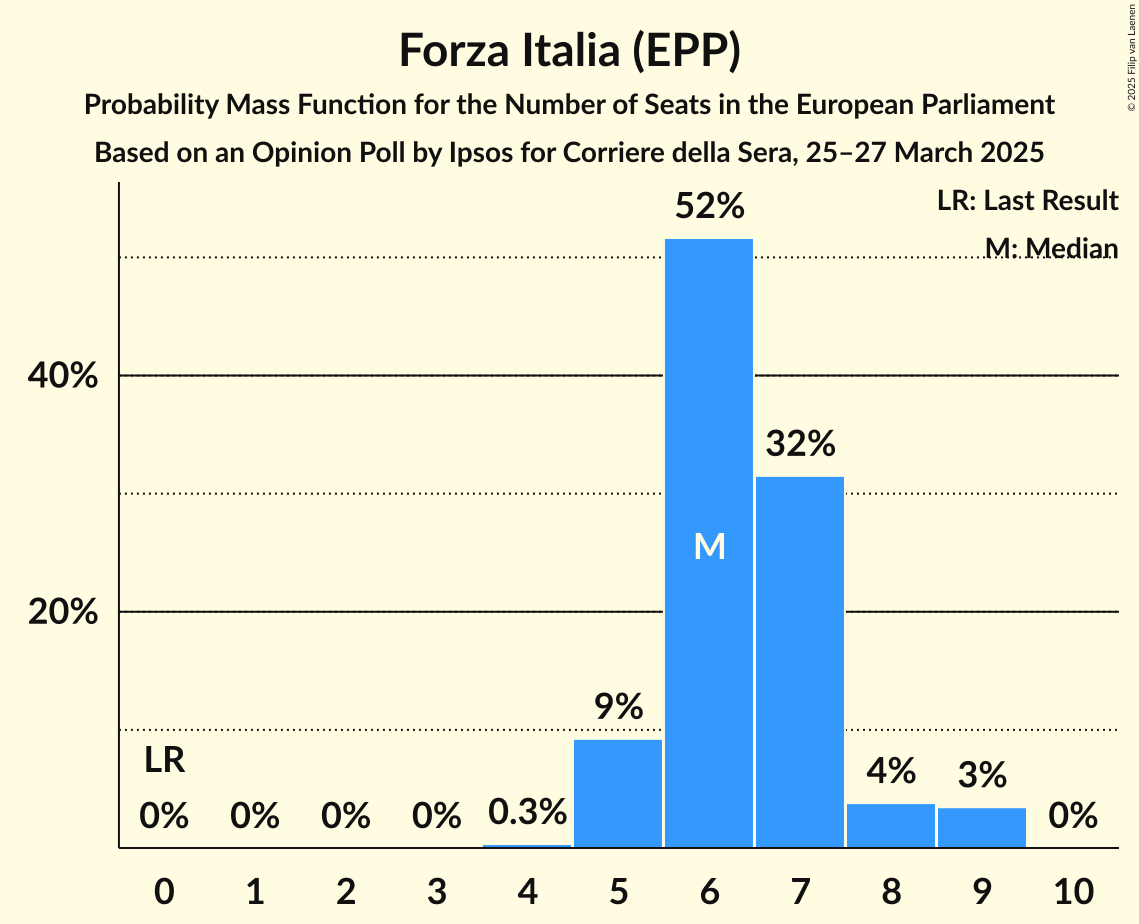 Forza Italia (EPP)
Probability Mass Function for the Number of Seats in the European Parliament
Based on an Opinion Poll by Ipsos for Corriere della Sera, 25–27 March 2025
© 2025 Filip van Laenen
LR: Last Result
M: Median
52%
40%
32%
M
20%
9%
LR
0% 0% 0% 0% 0.3% 4% 3% 0%
0 1 2 3 4 5 6 7 8 9 10